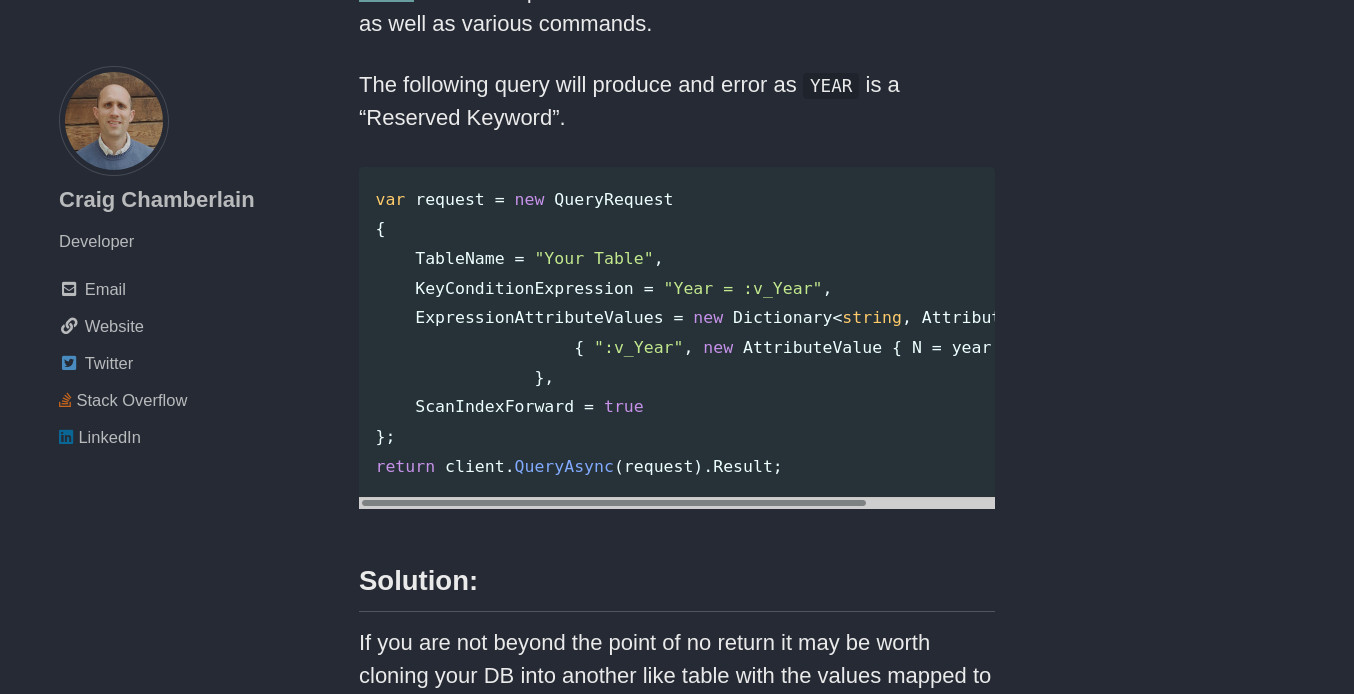 as well as various commands.
Craig Chamberlain
Developer
Email
Website
Twitter
Stack Overflow
LinkedIn
The following query will produce and error as YEAR is a
“Reserved Keyword”.
var request = new QueryRequest
{
    TableName = "Your Table",
    KeyConditionExpression = "Year = :v_Year",
    ExpressionAttributeValues = new Dictionary<string, Attribut
                    { ":v_Year", new AttributeValue { N = year
                },
    ScanIndexForward = true
};
return client.QueryAsync(request).Result;
Solution:
If you are not beyond the point of no return it may be worth
cloning your DB into another like table with the values mapped to